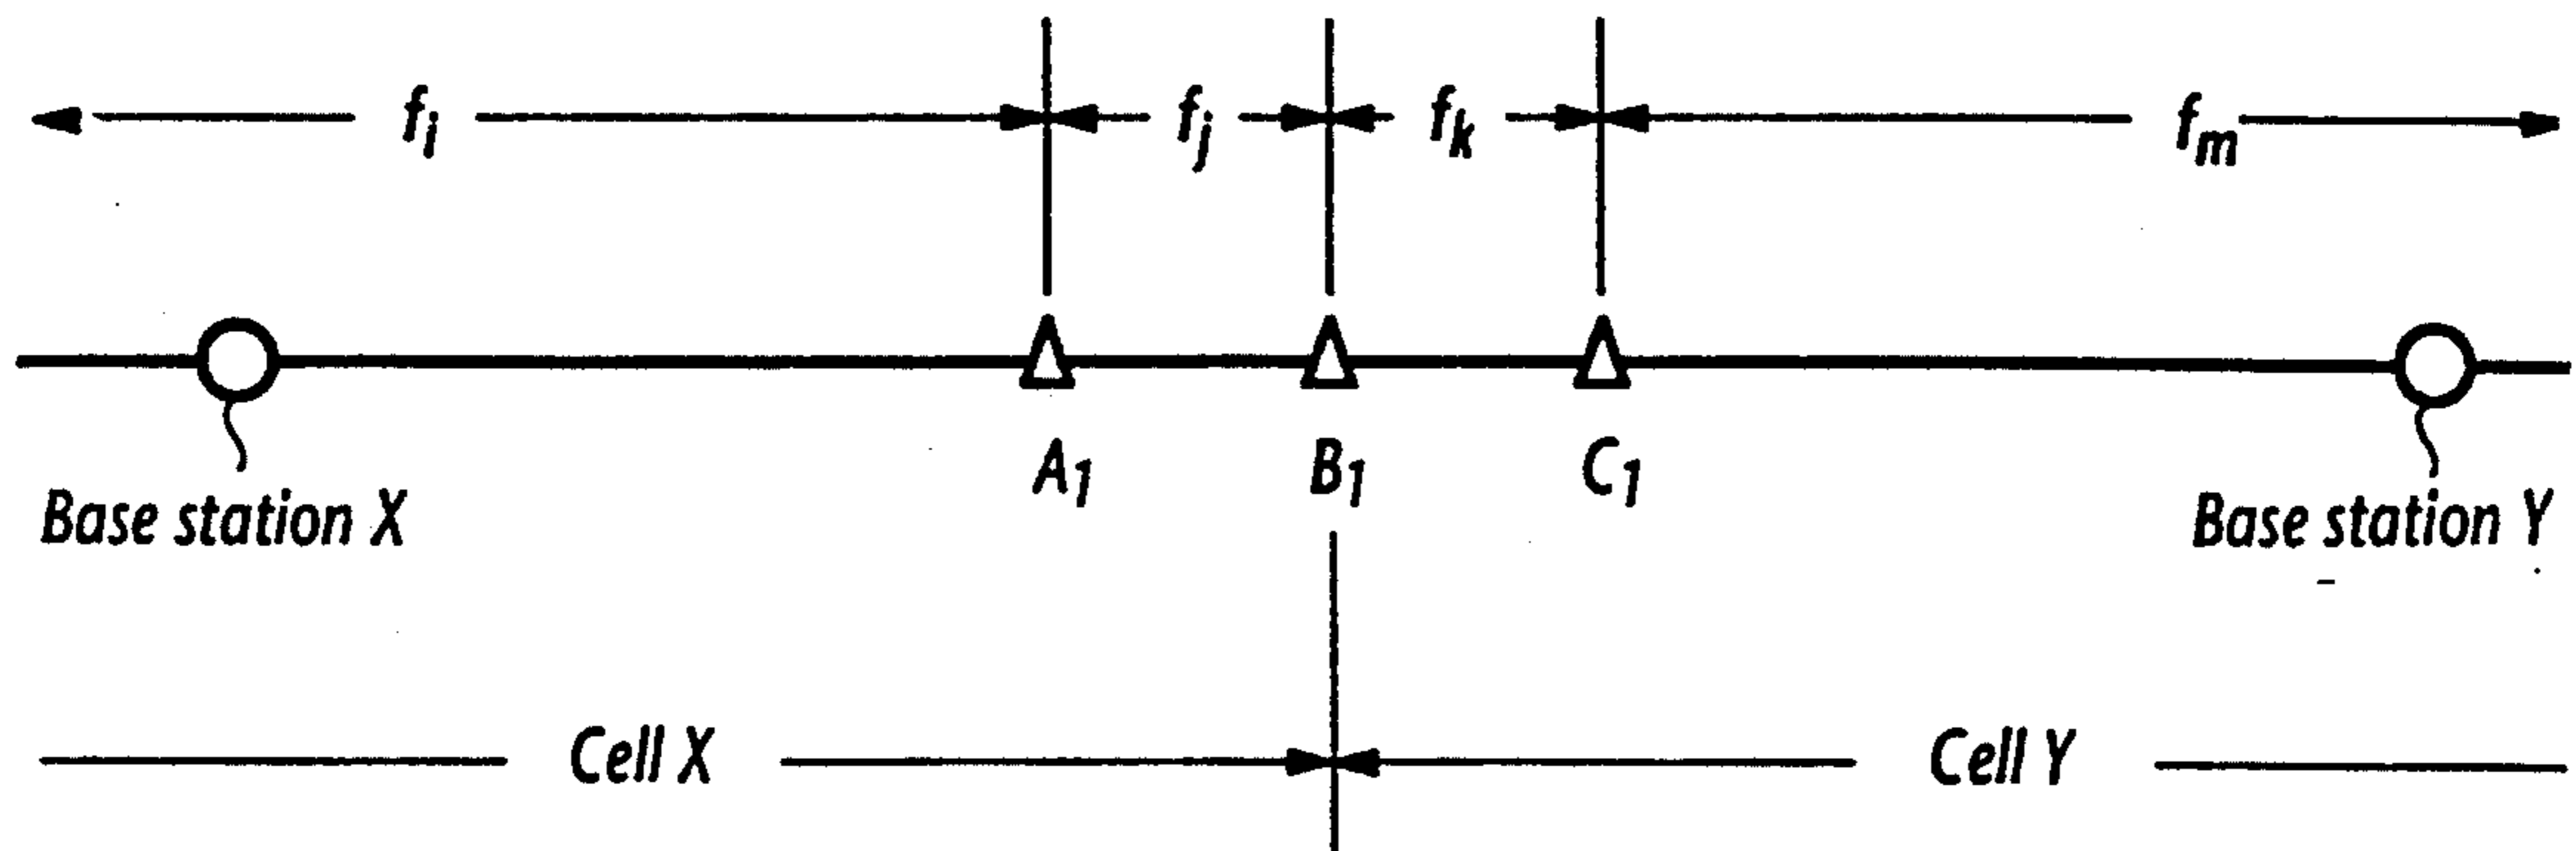 fi fj fk fm
A1 B1 C1
Base station X Base station Y
Cell X Cell Y